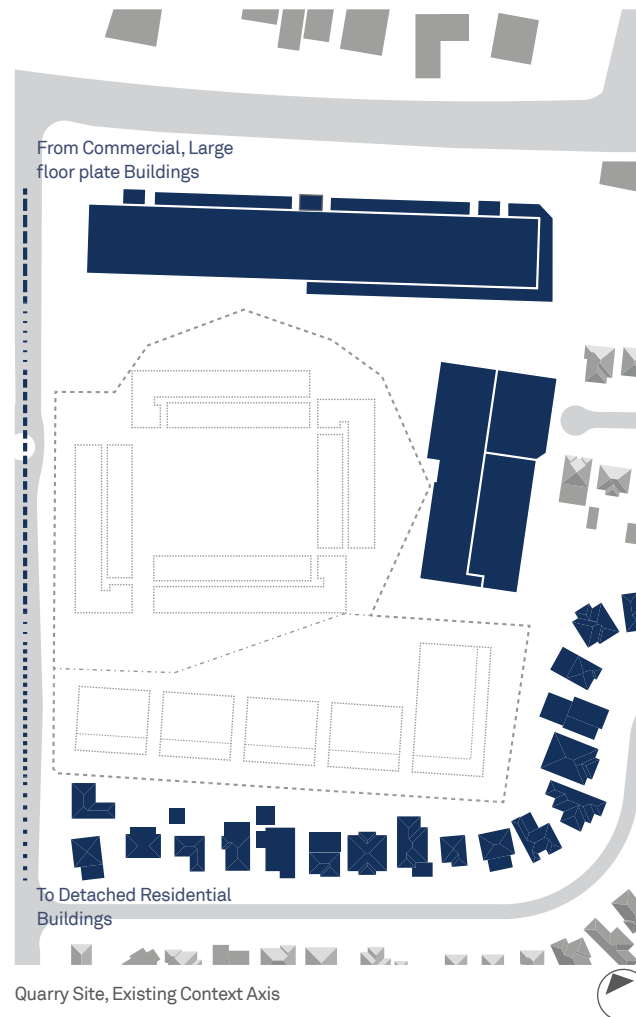 From Commercial, Large
floor plate Buildings
To Detached Residential
Buildings
Quarry Site, Existing Context Axis